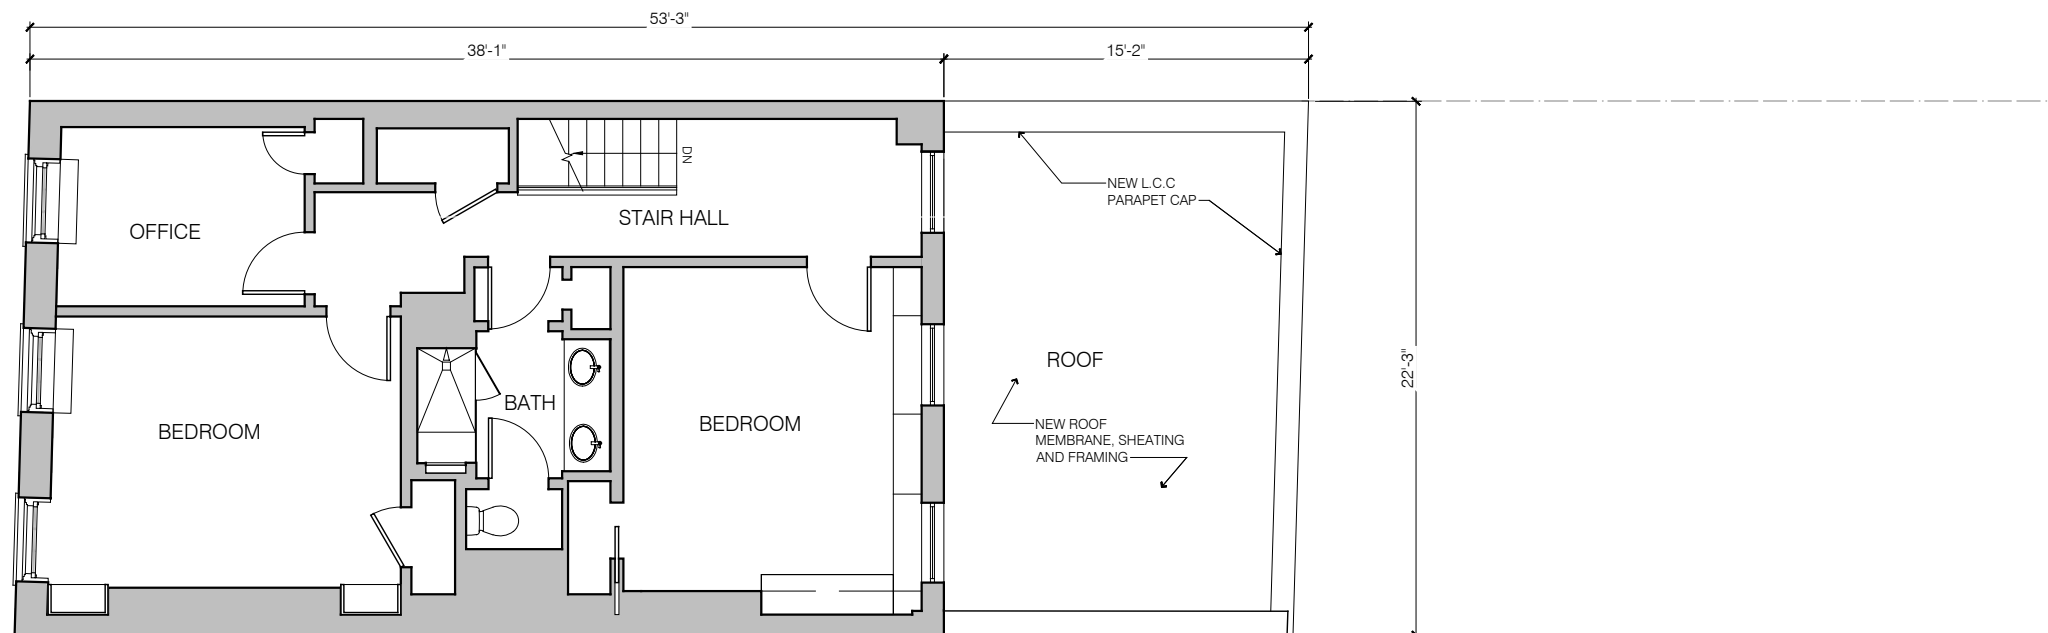 53'-3"
38'-1"
15'-2"
DN
NEW L.C.C
PARAPET CAP
STAIR HALL
OFFICE
ROOF
22'-3"
BATH
BEDROOM
BEDROOM
NEW ROOF
MEMBRANE, SHEATING
AND FRAMING